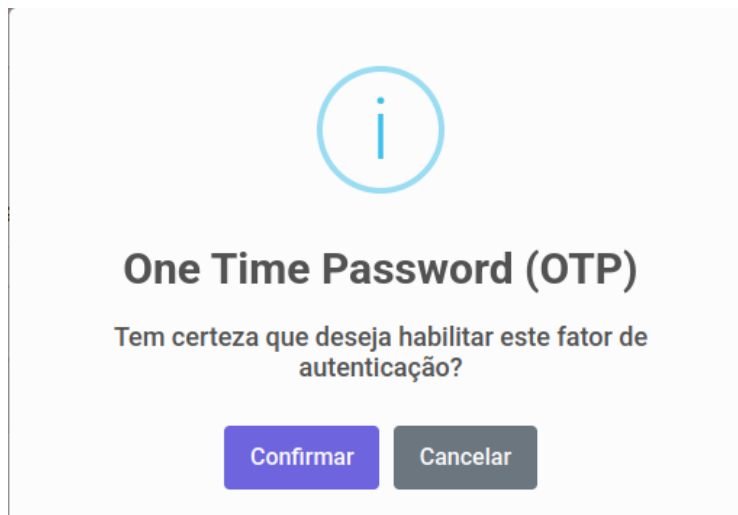 One Time Password (OTP)
Tem certeza que deseja habilitar este fator de
autenticação?
Confirmar Cancelar